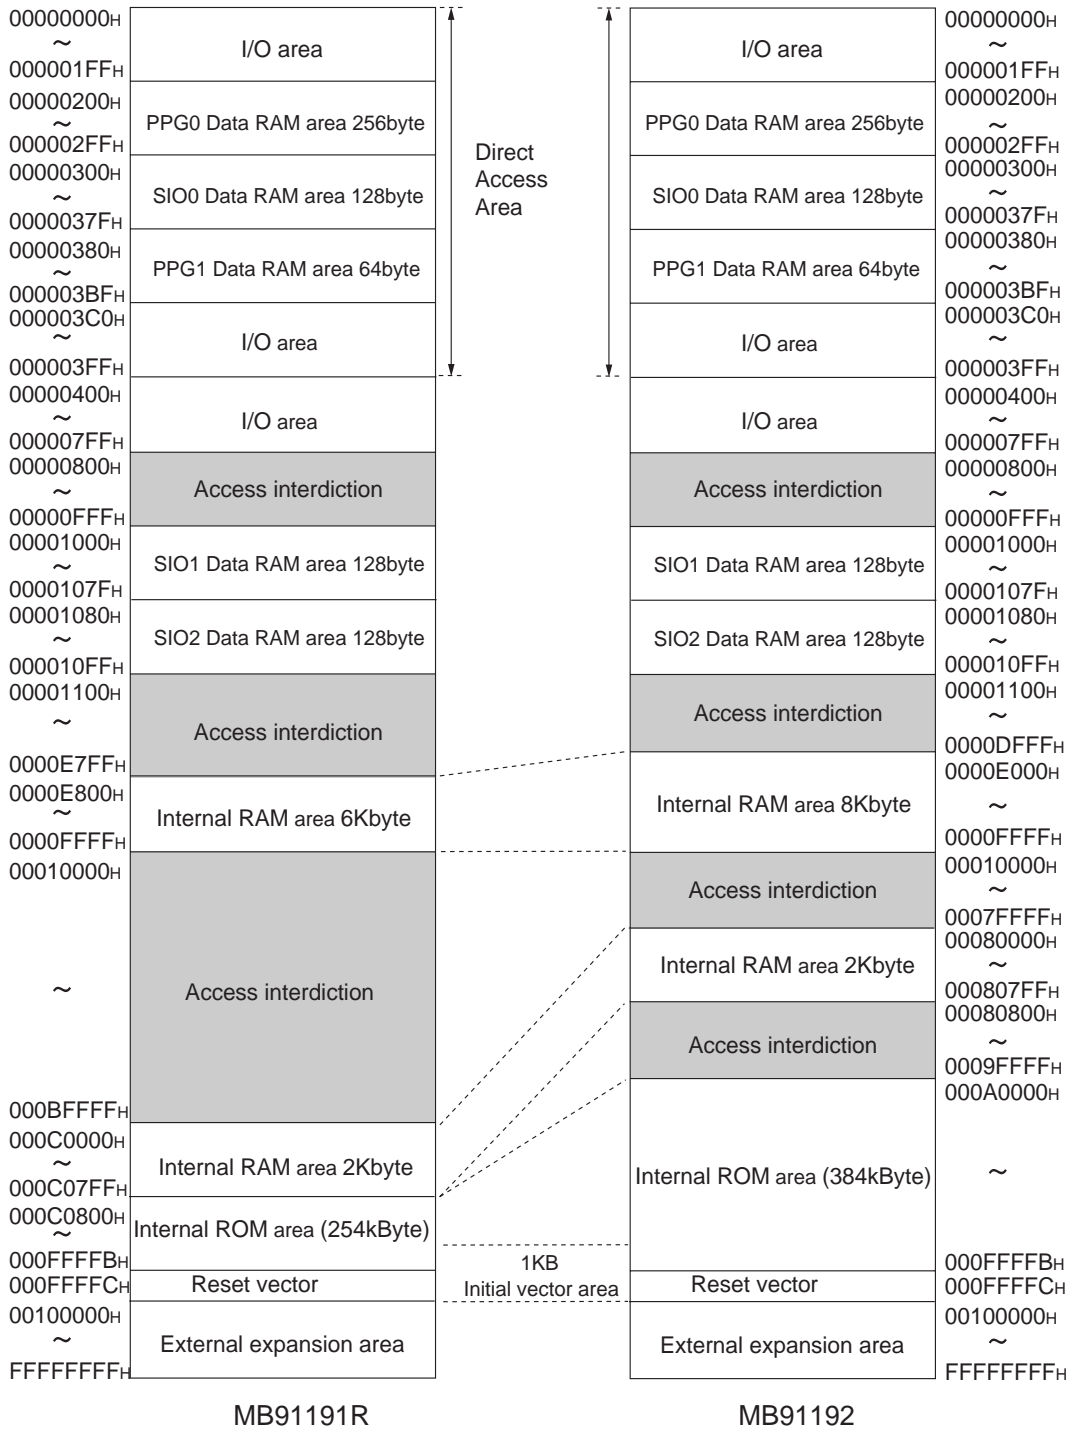 00000000H
~
000001FFH
I/O area
00000200H
~
000002FFH
PPG0 Data RAM area 256byte
00000300H
~
0000037FH
SIO0 Data RAM area 128byte
00000380H
~
000003BFH
PPG1 Data RAM area 64byte
000003C0H
~
000003FFH
I/O area
00000400H
~
000007FFH
I/O area
00000800H
~
00000FFFH
Access interdiction
00001000H
~
0000107FH
SIO1 Data RAM area 128byte
00001080H
~
000010FFH
SIO2 Data RAM area 128byte
00001100H
~
0000E7FFH
Access interdiction
0000E800H
~
0000FFFFH
Internal RAM area 6Kbyte
00010000H
~
000BFFFFH
Access interdiction
000C0000H
~
000C07FFH
Internal RAM area 2Kbyte
000C0800H
~
000FFFFBH
Internal ROM area (254kByte)
000FFFFCH
Reset vector
00100000H
~
FFFFFFFFH
External expansion area
MB91191R
Direct
Access
Area
1KB
Initial vector area
I/O area
00000000H
~
000001FFH
PPG0 Data RAM area 256byte
00000200H
~
000002FFH
SIO0 Data RAM area 128byte
00000300H
~
0000037FH
PPG1 Data RAM area 64byte
00000380H
~
000003BFH
I/O area
000003C0H
~
000003FFH
I/O area
00000400H
~
000007FFH
Access interdiction
00000800H
~
00000FFFH
SIO1 Data RAM area 128byte
00001000H
~
0000107FH
SIO2 Data RAM area 128byte
00001080H
~
000010FFH
Access interdiction
00001100H
~
0000DFFFH
Internal RAM area 8Kbyte
0000E000H
~
0000FFFFH
Access interdiction
00010000H
~
0007FFFFH
Internal RAM area 2Kbyte
00080000H
~
000807FFH
Access interdiction
00080800H
~
0009FFFFH
Internal ROM area (384kByte)
000A0000H
~
000FFFFBH
Reset vector
000FFFFCH
External expansion area
00100000H
~
FFFFFFFFH
MB91192